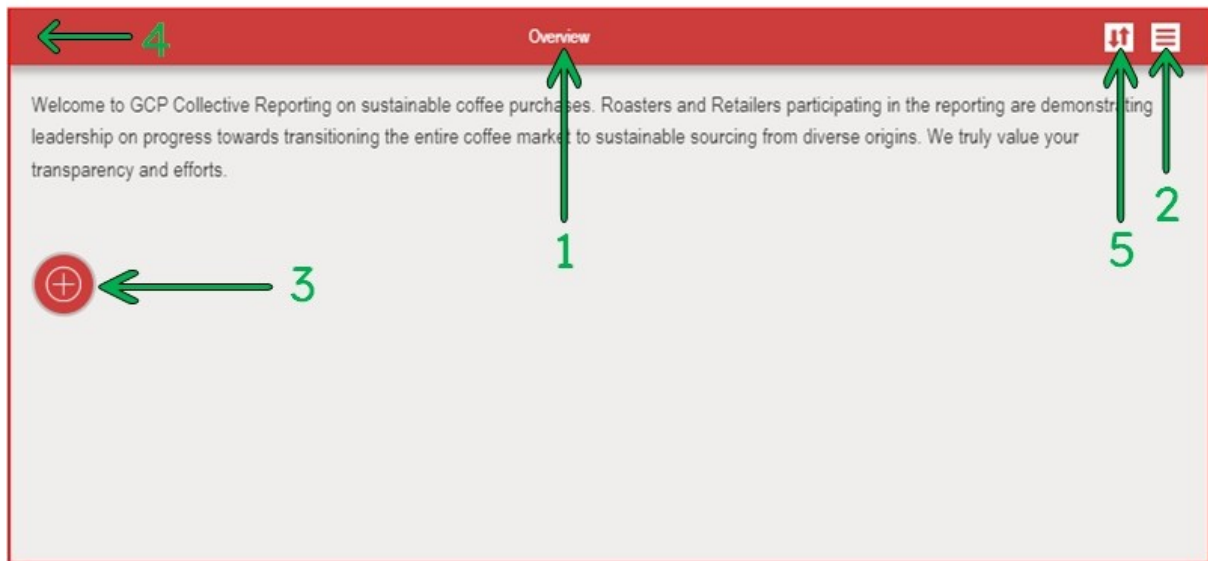 4
Overview
Welcome to GCP Collective Reporting on sustainable coffee purchases. Roasters and Retailers participating in the reporting are demonstrating
leadership on progress towards transitioning the entire coffee market to sustainable sourcing from diverse origins. We truly value your
transparency and efforts.
1
5
2
3